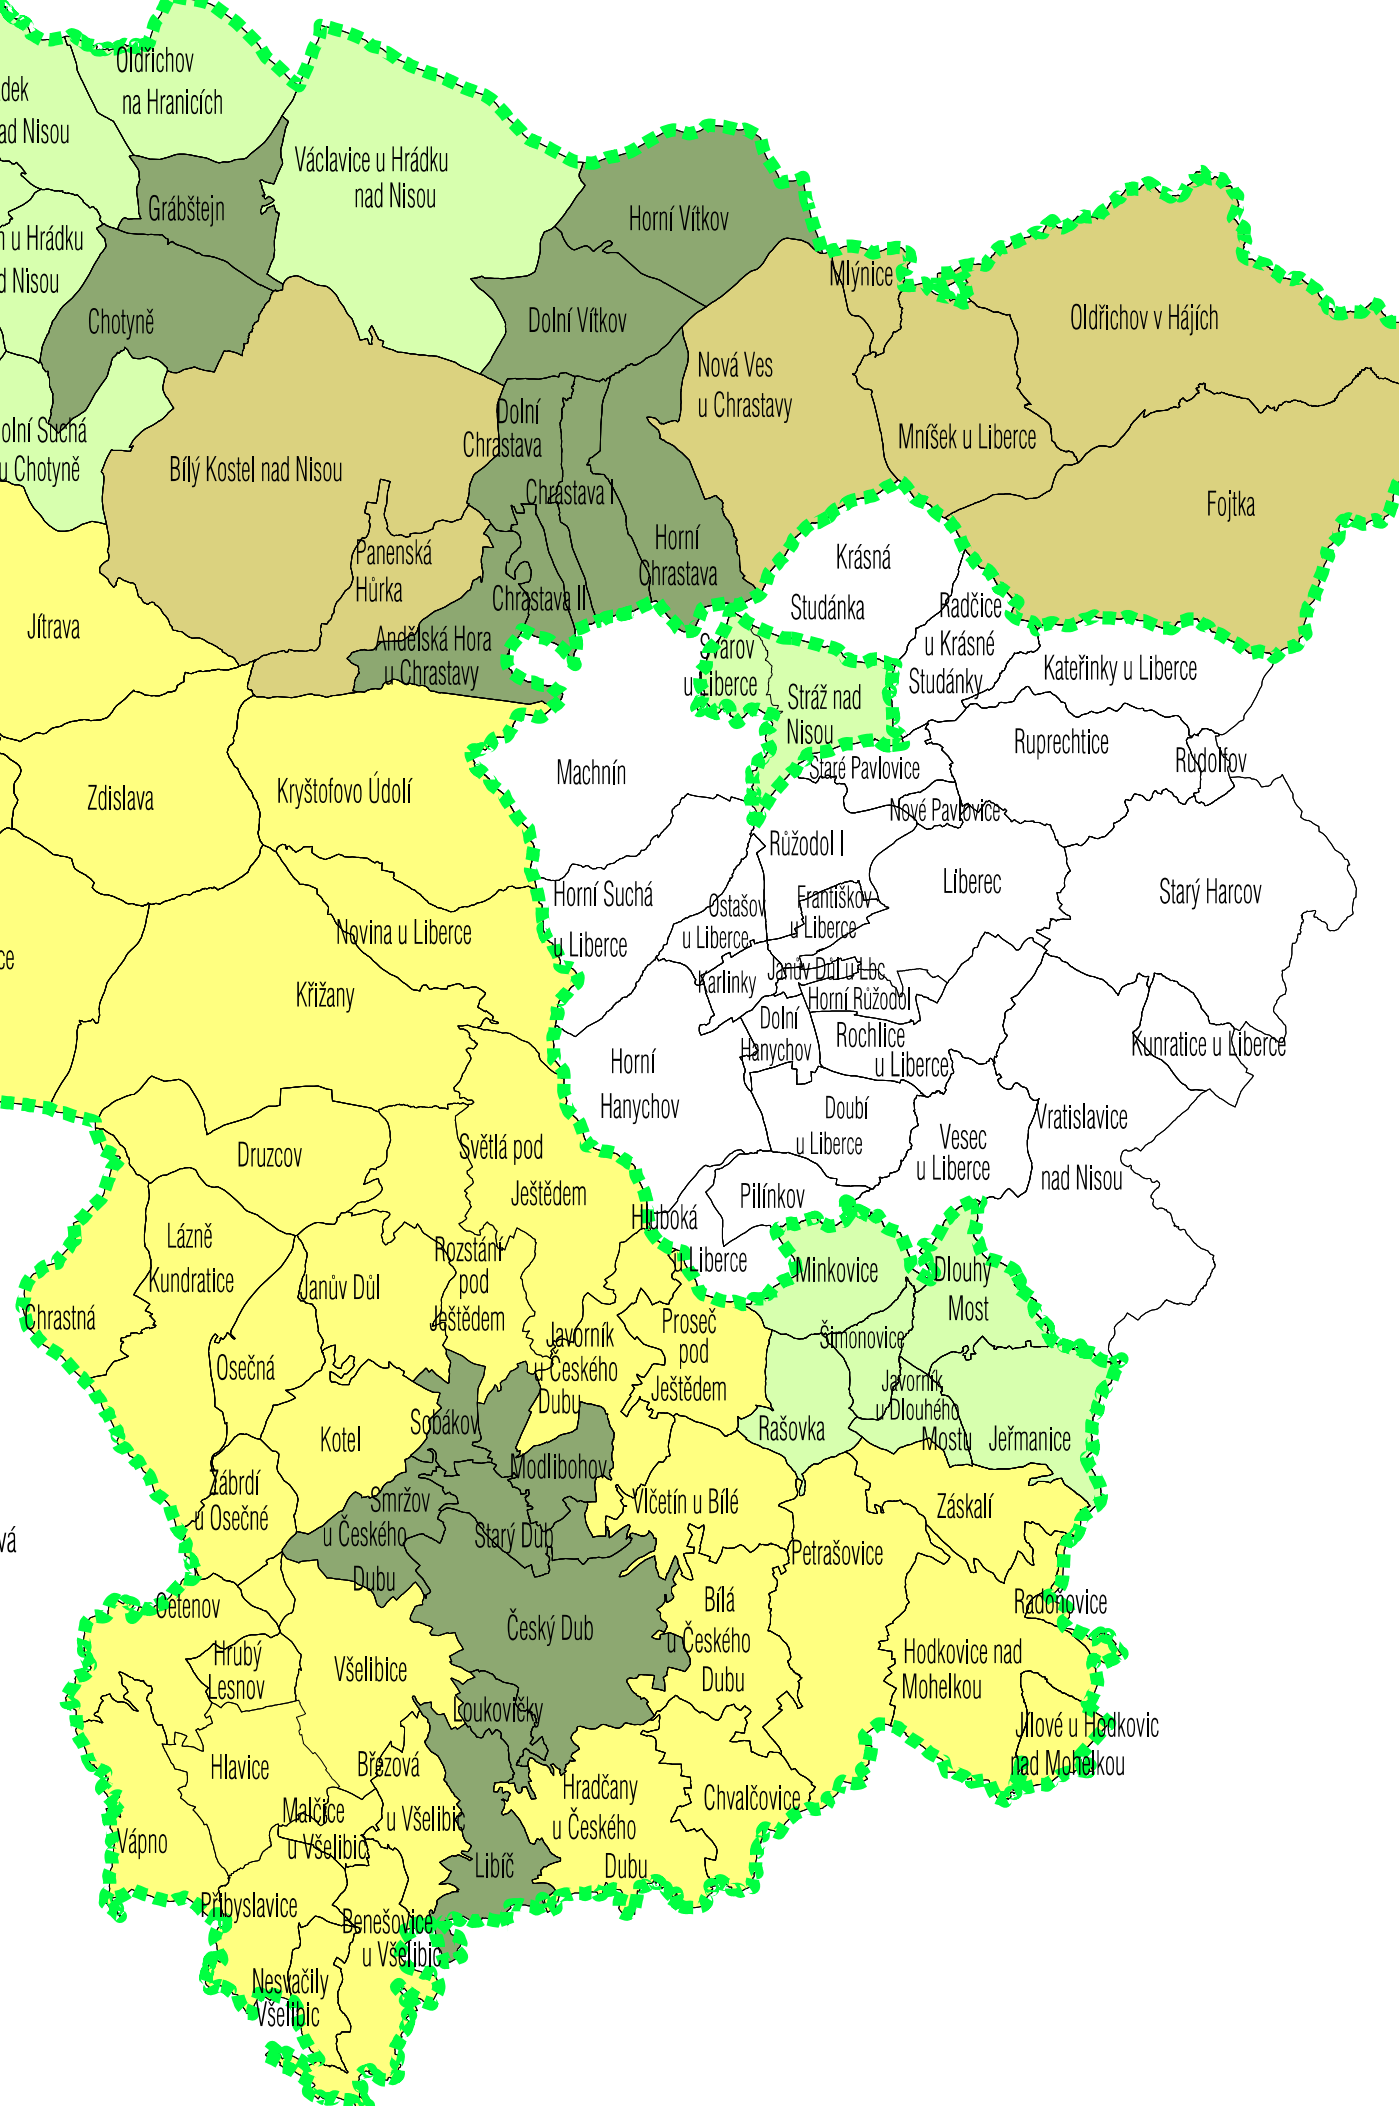 Oldřichov
na Hranicích
dek
ad Nisou
Václavice u Hrádku
nad Nisou
Grábštejn
Horní Vítkov
u Hrádku
d Nisou
Mlýnice
Chotyně
Dolní Vítkov
Oldřichov v Hájích
Nová Ves
u Chrastavy
Dolní
Chrastava
olní Suchá
u Chotyně
Mníšek u Liberce
Bílý Kostel nad Nisou
Chrastava I
Fojtka
Horní
Chrastava
Panenská
Hůrka
Krásná
Studánka
Chrastava II
Radčice
u Krásné
Studánky
Jítrava
Andělská Hora
u Chrastavy
Svárov
u Liberce
Kateřinky u Liberce
Stráž nad
Nisou
Ruprechtice
Rudolfov
Machnín
Staré Pavlovice
Zdislava
Kryštofovo Údolí
Nové Pavlovice
Růžodol I
Liberec
Starý Harcov
Horní Suchá
u Liberce
Ostašov
u Liberce
Františkov
u Liberce
Novina u Liberce
ce
Křižany
Karlinky
Janův Důl u Lbc
Horní Růžodol
Dolní
Hanychov
Rochlice
u Liberce
Kunratice u Liberce
Horní
Hanychov
Doubí
u Liberce
Vratislavice
nad Nisou
Vesec
u Liberce
Druzcov
Světlá pod
Ještědem
Pilínkov
Hluboká
u Liberce
Lázně
Kundratice
Rozstání
pod
Ještědem
Janův Důl
Minkovice
Dlouhý
Most
Chrastná
Proseč
pod
Ještědem
Javorník
u Českého
Dubu
Šimonovice
Osečná
Javorník
u Dlouhého
Mostu
Jeřmanice
Sobákov
Rašovka
Kotel
Modlibohov
Zábrdí
u Osečné
Smržov
u Českého
Dubu
Vlčetín u Bílé
Záskalí
Starý Dub
vá
Petrašovice
Cetenov
Bílá
u Českého
Dubu
Radoňovice
Český Dub
Hrubý
Lesnov
Všelibice
Hodkovice nad
Mohelkou
Loukovičky
Jílové u Hodkovic
nad Mohelkou
Hlavice
Březová
u Všelibic
Hradčany
u Českého
Dubu
Chvalčovice
Malčice
u Všelibic
Vápno
Libíč
Přibyslavice
Benešovice
u Všelibic
Nesvačily
Všelibic